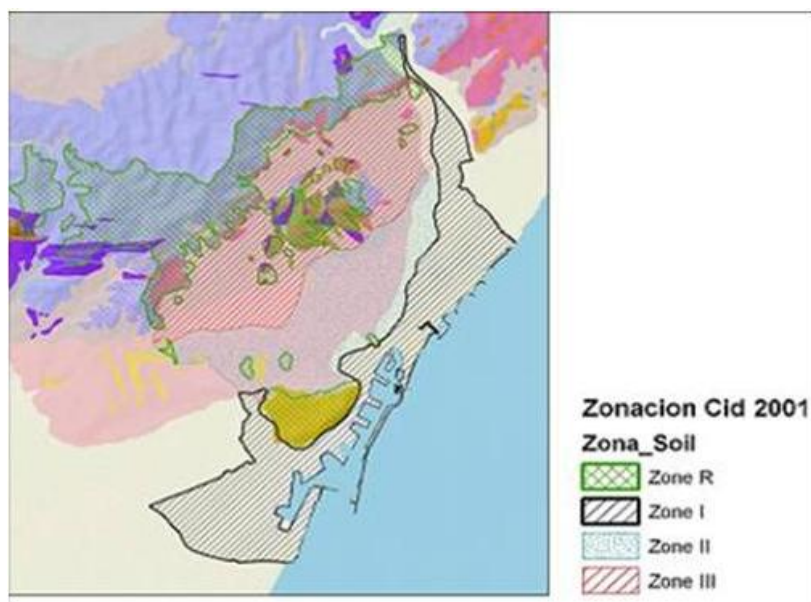 Zonacion Cid 2001
Zona_Soil
Zone R
Zone I
Zone II
Zone III